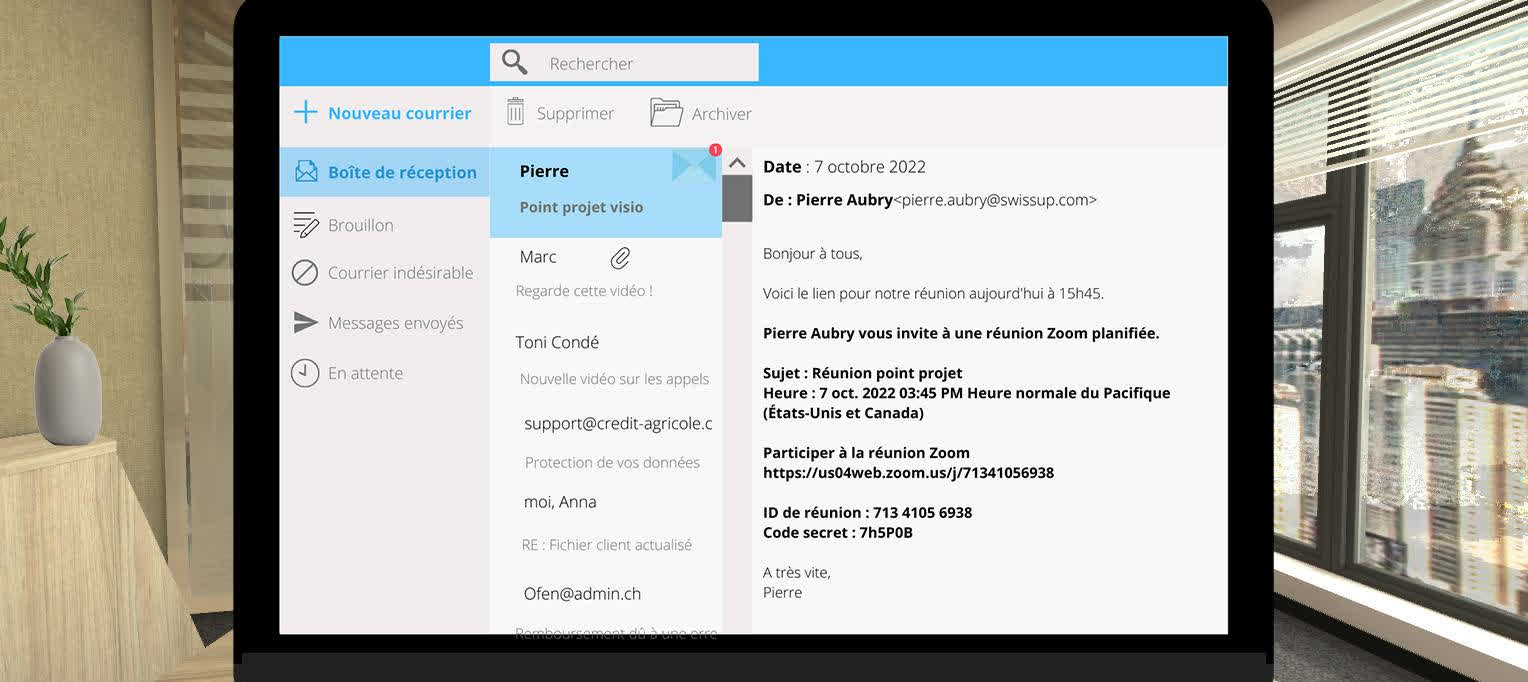 Rechercher
Nouveau courrier
Supprimer
Archiver
Boîte de réception
Brouillon
Courrier indésirable
Messages envoyés
En attente
Pierre
1
Point projet visio
Marc
Regarde cette vidéo !
Toni Condé
Nouvelle vidéo sur les appels
support@credit-agricole.c
Protection de vos données
moi, Anna
RE : Fichier client actualisé
Ofen@admin.ch
Remboursement dû à une erre
Date : 7 octobre 2022
De : Pierre Aubry<pierre.aubry@swissup.com>
Bonjour à tous,
Voici le lien pour notre réunion aujourd'hui à 15h45.
Pierre Aubry vous invite à une réunion Zoom planifiée.
Sujet : Réunion point projet
Heure : 7 oct. 2022 03:45 PM Heure normale du Pacifique
(États-Unis et Canada)
Participer à la réunion Zoom
https://us04web.zoom.us/j/71341056938
ID de réunion : 713 4105 6938
Code secret : 7h5P0B
A très vite,
Pierre